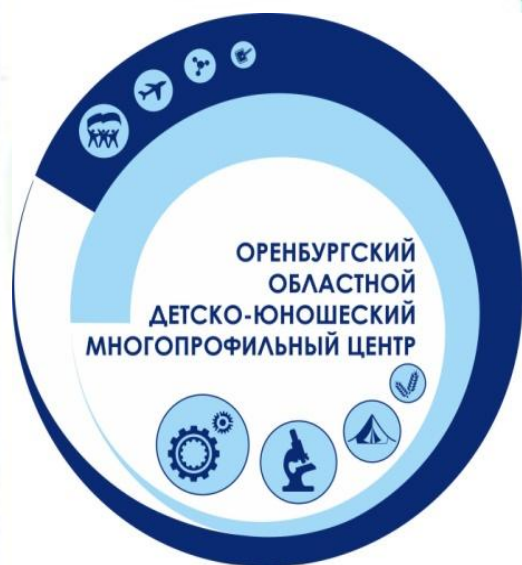 ОРЕНБУРГСКИЙ
ОБЛАСТНОЙ
ДЕТСКО-ЮНОШЕСКИЙ
МНОГОПРОФИЛЬНЫЙ ЦЕНТР